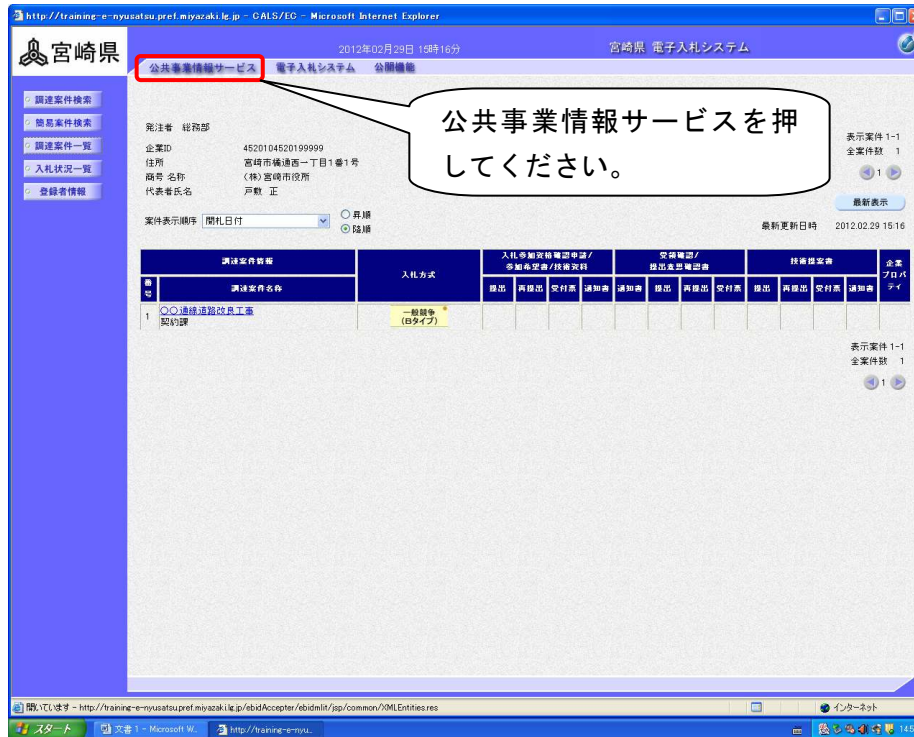 http://training-e-nyusatsu.pref.miyazaki.lg.jp - CALS/EC - Microsoft Internet Explorer
宮崎県
2012年02月29日 15時16分
宮崎県 電子入札システム
公共事業情報サービス 電子入札システム 公開機能
公共事業情報サービスを押
してください。
調達案件検索
簡易案件検索
調達案件一覧
入札状況一覧
登録者情報
発注者 総務部
企業ID 4520104520199999
住所 宮崎市橘通西一丁目1番1号
商号 名称 (株)宮崎市役所
代表者氏名 戸敷 正
表示案件 1-1
全案件数 1
1
最新表示
案件表示順序 開札日付
昇順
降順
最新更新日時 2012.02.29 15:16
調達案件情報 入札方式 入札参加資格確認申請/参加希望書/技術資料 受領確認/提出意思確認書 技術提案書 企業プロパティ
番号 調達案件名称 提出 再提出 受付票 通知書 通知書 提出 再提出 受付票 提出 再提出 受付票 通知書
1 〇〇通線道路改良工事 一般競争
契約課 (Bタイプ)
表示案件 1-1
全案件数 1
1
開いています - http://training-e-nyusatsu.pref.miyazaki.lg.jp/ebidAccepter/ebidmlit/jsp/common/XMLEntities.res
インターネット
スタート 文書 1 - Microsoft W... http://training-e-nyu...